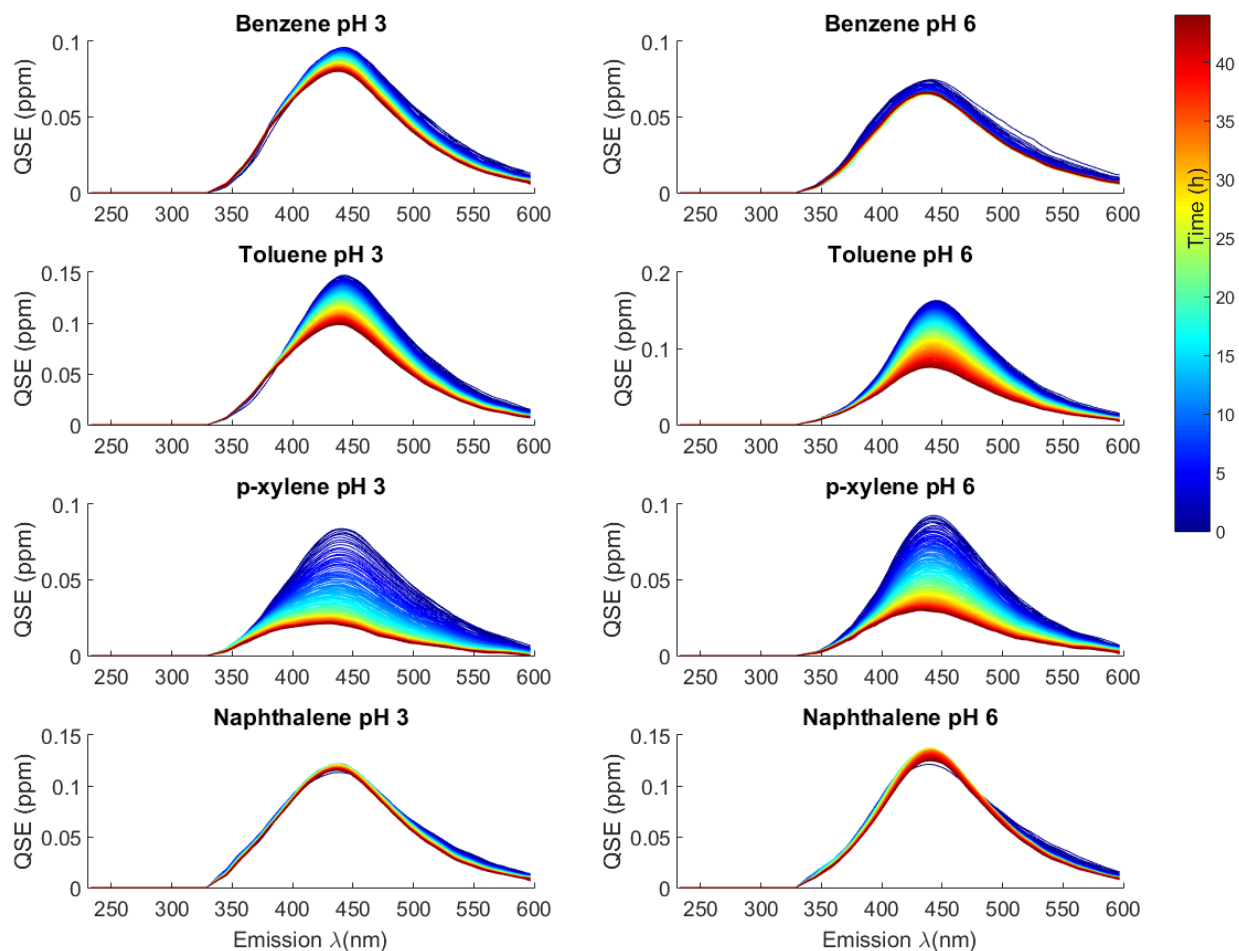 Benzene pH 3
QSE (ppm)
0.1
0.05
0
250 300 350 400 450 500 550 600
Benzene pH 6
QSE (ppm)
0.1
0.05
0
250 300 350 400 450 500 550 600
Toluene pH 3
QSE (ppm)
0.15
0.1
0.05
0
250 300 350 400 450 500 550 600
Toluene pH 6
QSE (ppm)
0.2
0.1
0
250 300 350 400 450 500 550 600
p-xylene pH 3
QSE (ppm)
0.1
0.05
0
250 300 350 400 450 500 550 600
p-xylene pH 6
QSE (ppm)
0.1
0.05
0
250 300 350 400 450 500 550 600
Naphthalene pH 3
QSE (ppm)
0.15
0.1
0.05
0
250 300 350 400 450 500 550 600
Emission λ(nm)
Naphthalene pH 6
QSE (ppm)
0.15
0.1
0.05
0
250 300 350 400 450 500 550 600
Emission λ(nm)
Time (h)
40
35
30
25
20
15
10
5
0